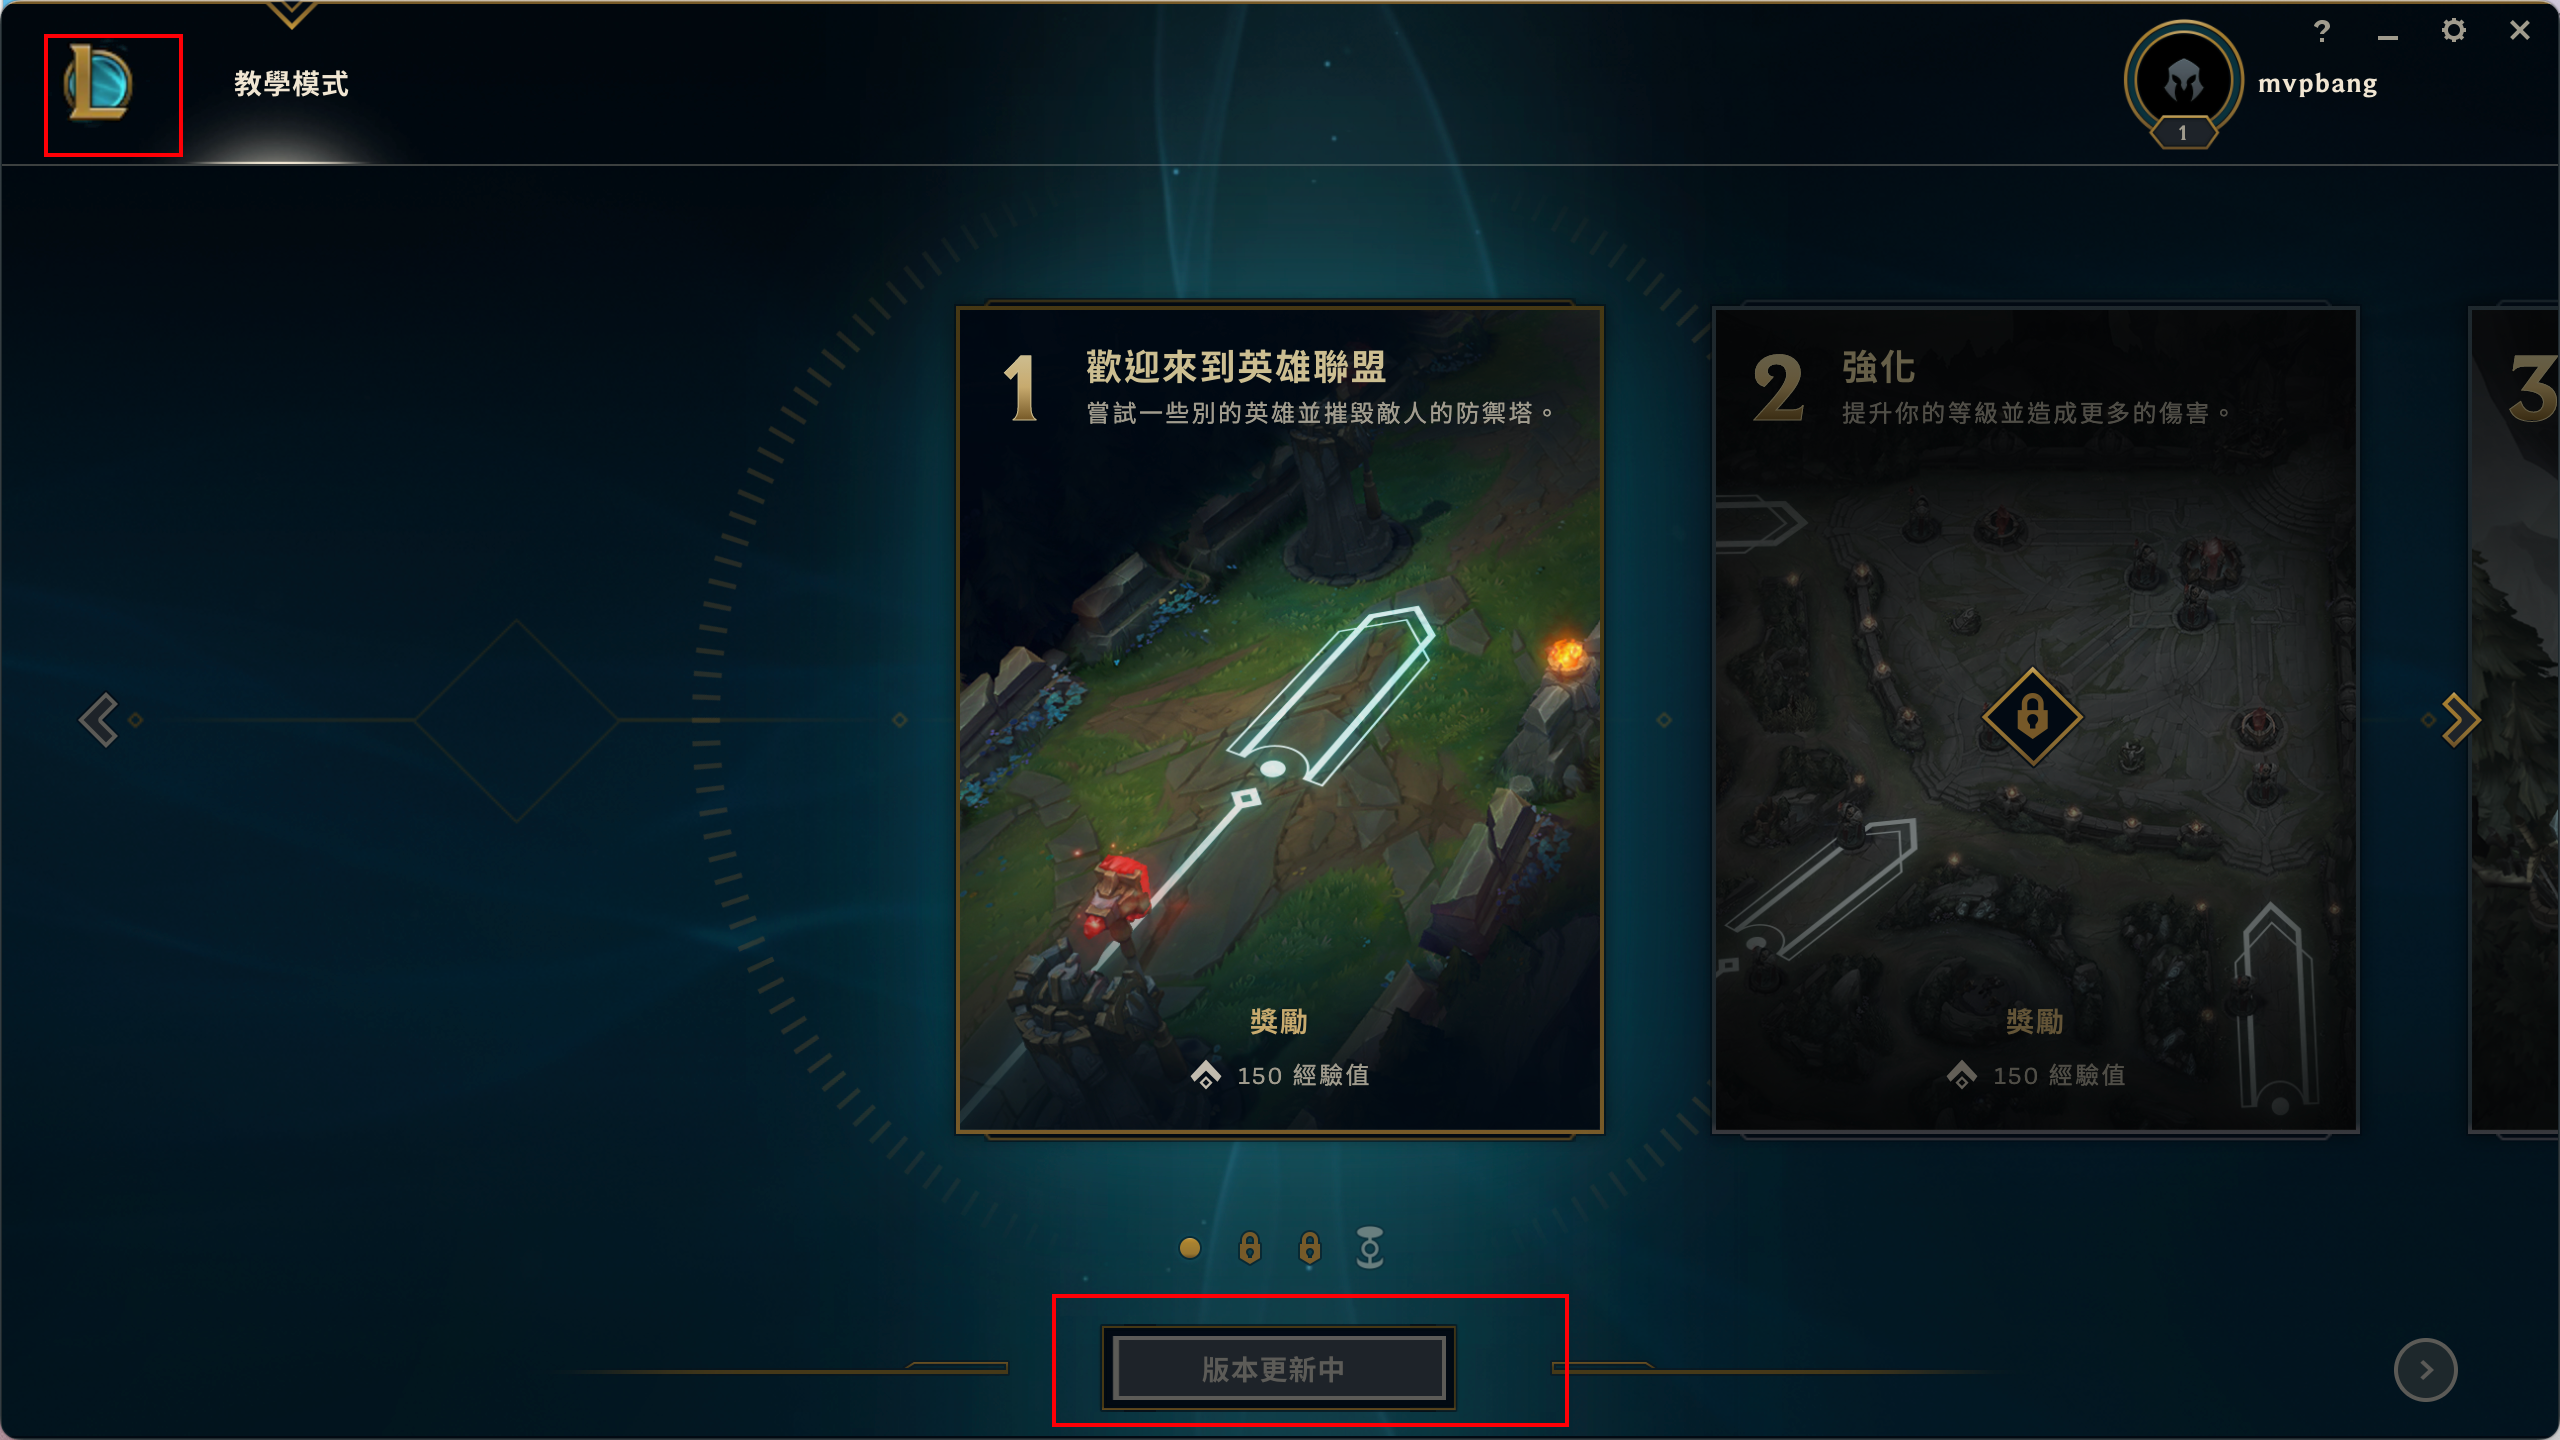 教學模式
?
mvpbang
1
1
歡迎來到英雄聯盟
嘗試一些別的英雄並摧毀敵人的防禦塔。
獎勵
150 經驗值
2
強化
提升你的等級並造成更多的傷害。
獎勵
150 經驗值
3
版本更新中